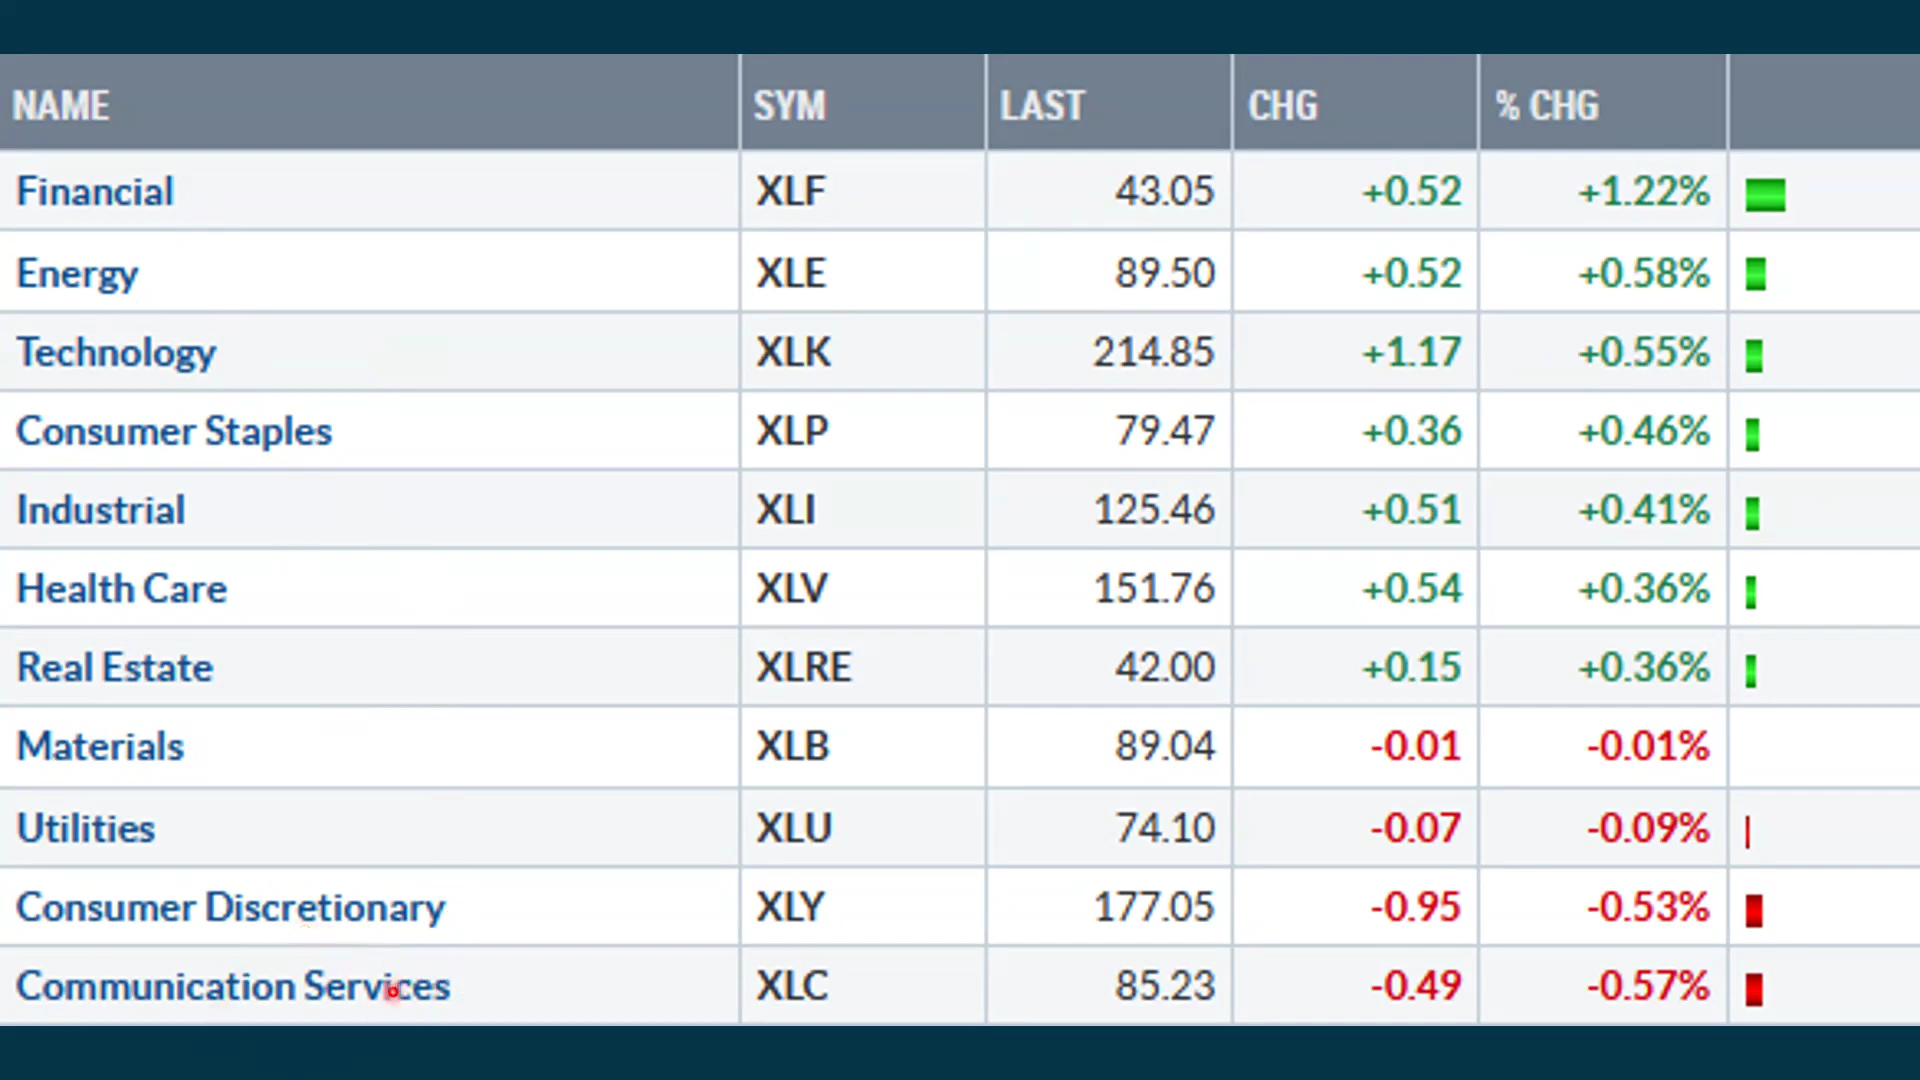 NAME SYM LAST CHG % CHG
Financial XLF 43.05 +0.52 +1.22%
Energy XLE 89.50 +0.52 +0.58%
Technology XLK 214.85 +1.17 +0.55%
Consumer Staples XLP 79.47 +0.36 +0.46%
Industrial XLI 125.46 +0.51 +0.41%
Health Care XLV 151.76 +0.54 +0.36%
Real Estate XLRE 42.00 +0.15 +0.36%
Materials XLB 89.04 -0.01 -0.01%
Utilities XLU 74.10 -0.07 -0.09%
Consumer Discretionary XLY 177.05 -0.95 -0.53%
Communication Services XLC 85.23 -0.49 -0.57%